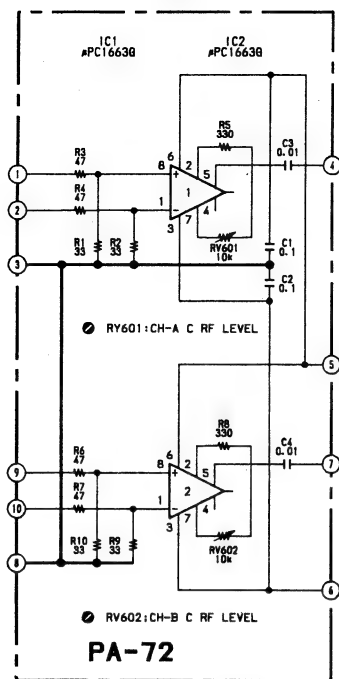 IC1
μPC1663G
IC2
μPC1663G
R5
330
C3
0.01
R3
47
R4
47
R1
33
R2
33
RV601
10k
C1
0.1
C2
0.1
6
8
2
5
1
4
1
7
3
1
2
3
4
RV601:CH-A C RF LEVEL
5
R8
330
C4
0.01
R6
47
R7
47
R10
33
R9
33
RV602
10k
6
8
2
5
2
4
1
7
3
9
10
8
7
6
RV602:CH-B C RF LEVEL
PA-72